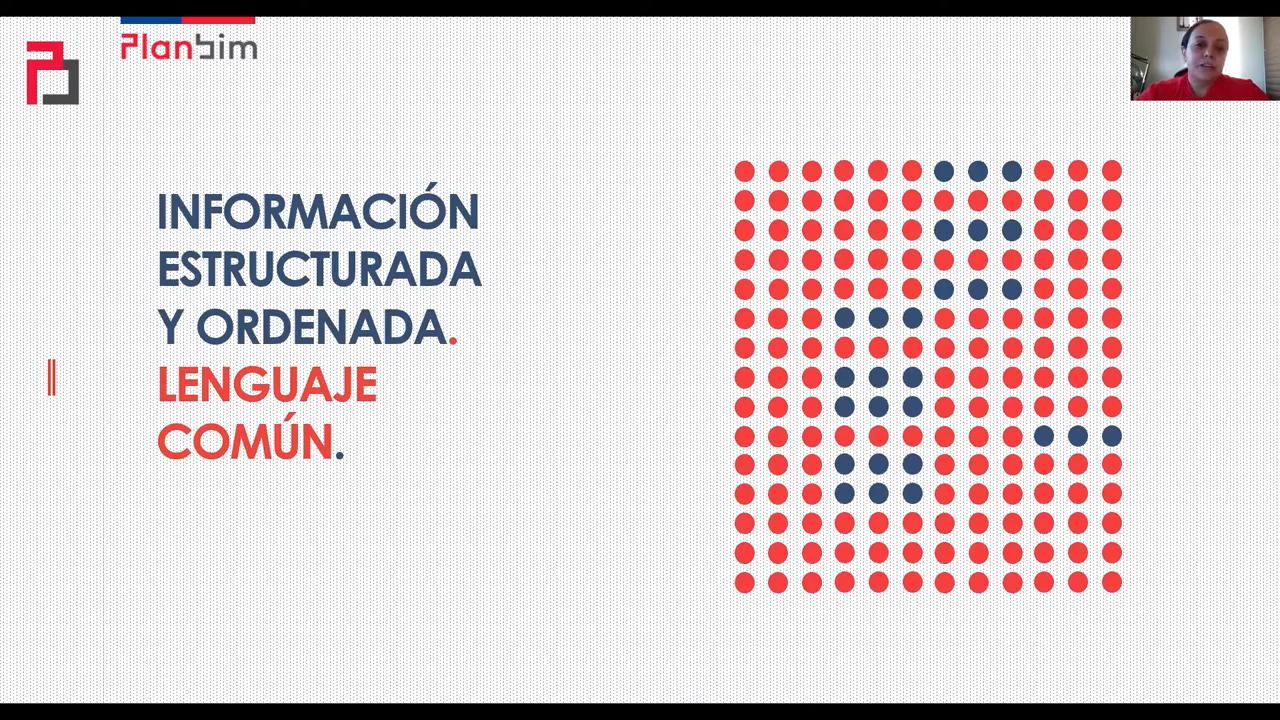 Planbim
INFORMACIÓN
ESTRUCTURADA
Y ORDENADA.
LENGUAJE
COMÚN.